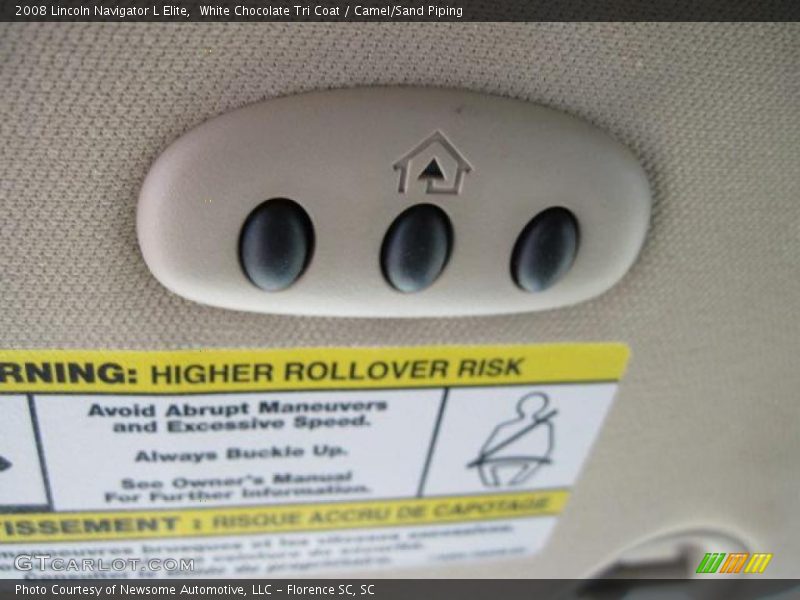 2008 Lincoln Navigator L Elite,  White Chocolate Tri Coat / Camel/Sand Piping
RNING: HIGHER ROLLOVER RISK
Avoid Abrupt Maneuvers
and Excessive Speed.
Always Buckle Up.
See Owner's Manual
For Further Information.
TISSEMENT : RISQUE ACCRU DE CAPOTAGE
GTCARLOT.COM
Photo Courtesy of Newsome Automotive, LLC - Florence SC, SC